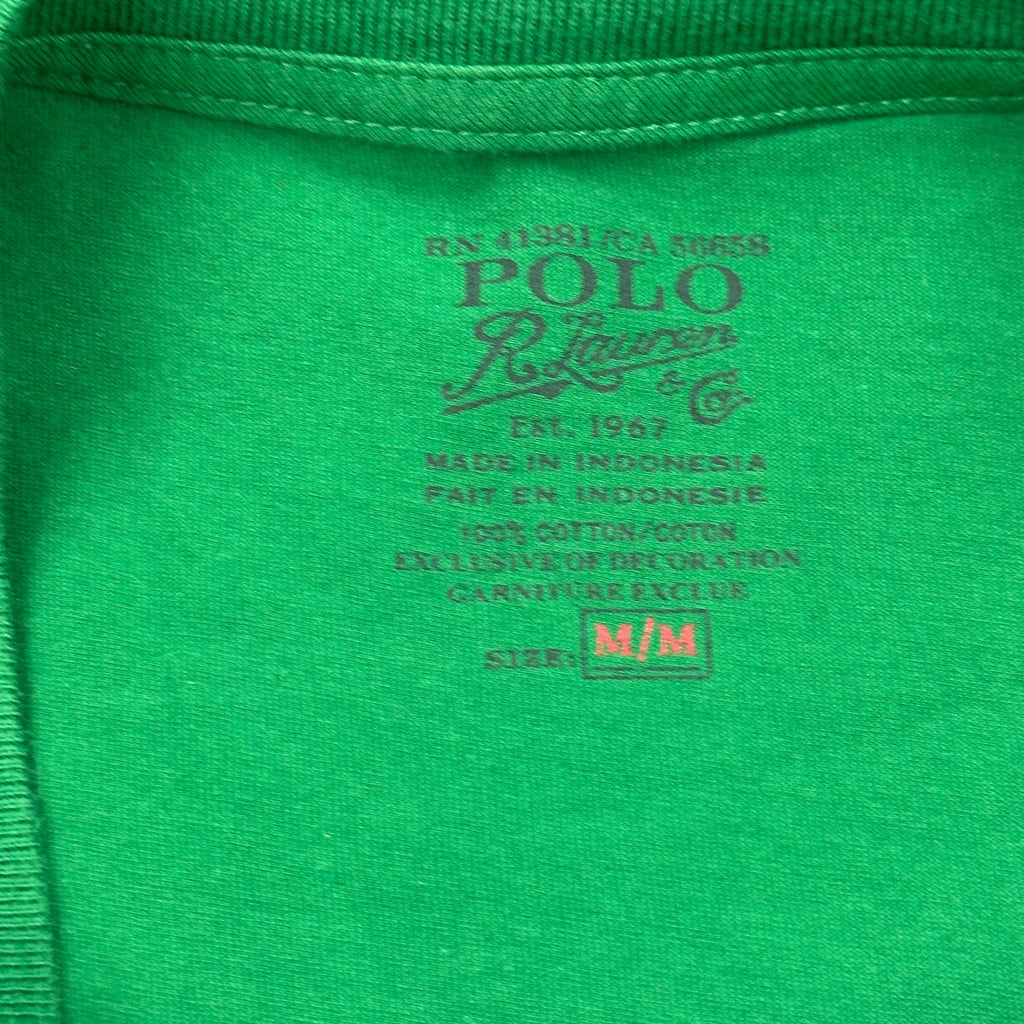 RN 41381/CA 56658
POLO
R. Lauren
& Co.
EST. 1967
MADE IN INDONESIA
FAIT EN INDONESIE
100% COTTON/COTON
EXCLUSIVE OF DECORATION
GARNITURE EXCLUE
SIZE: M/M